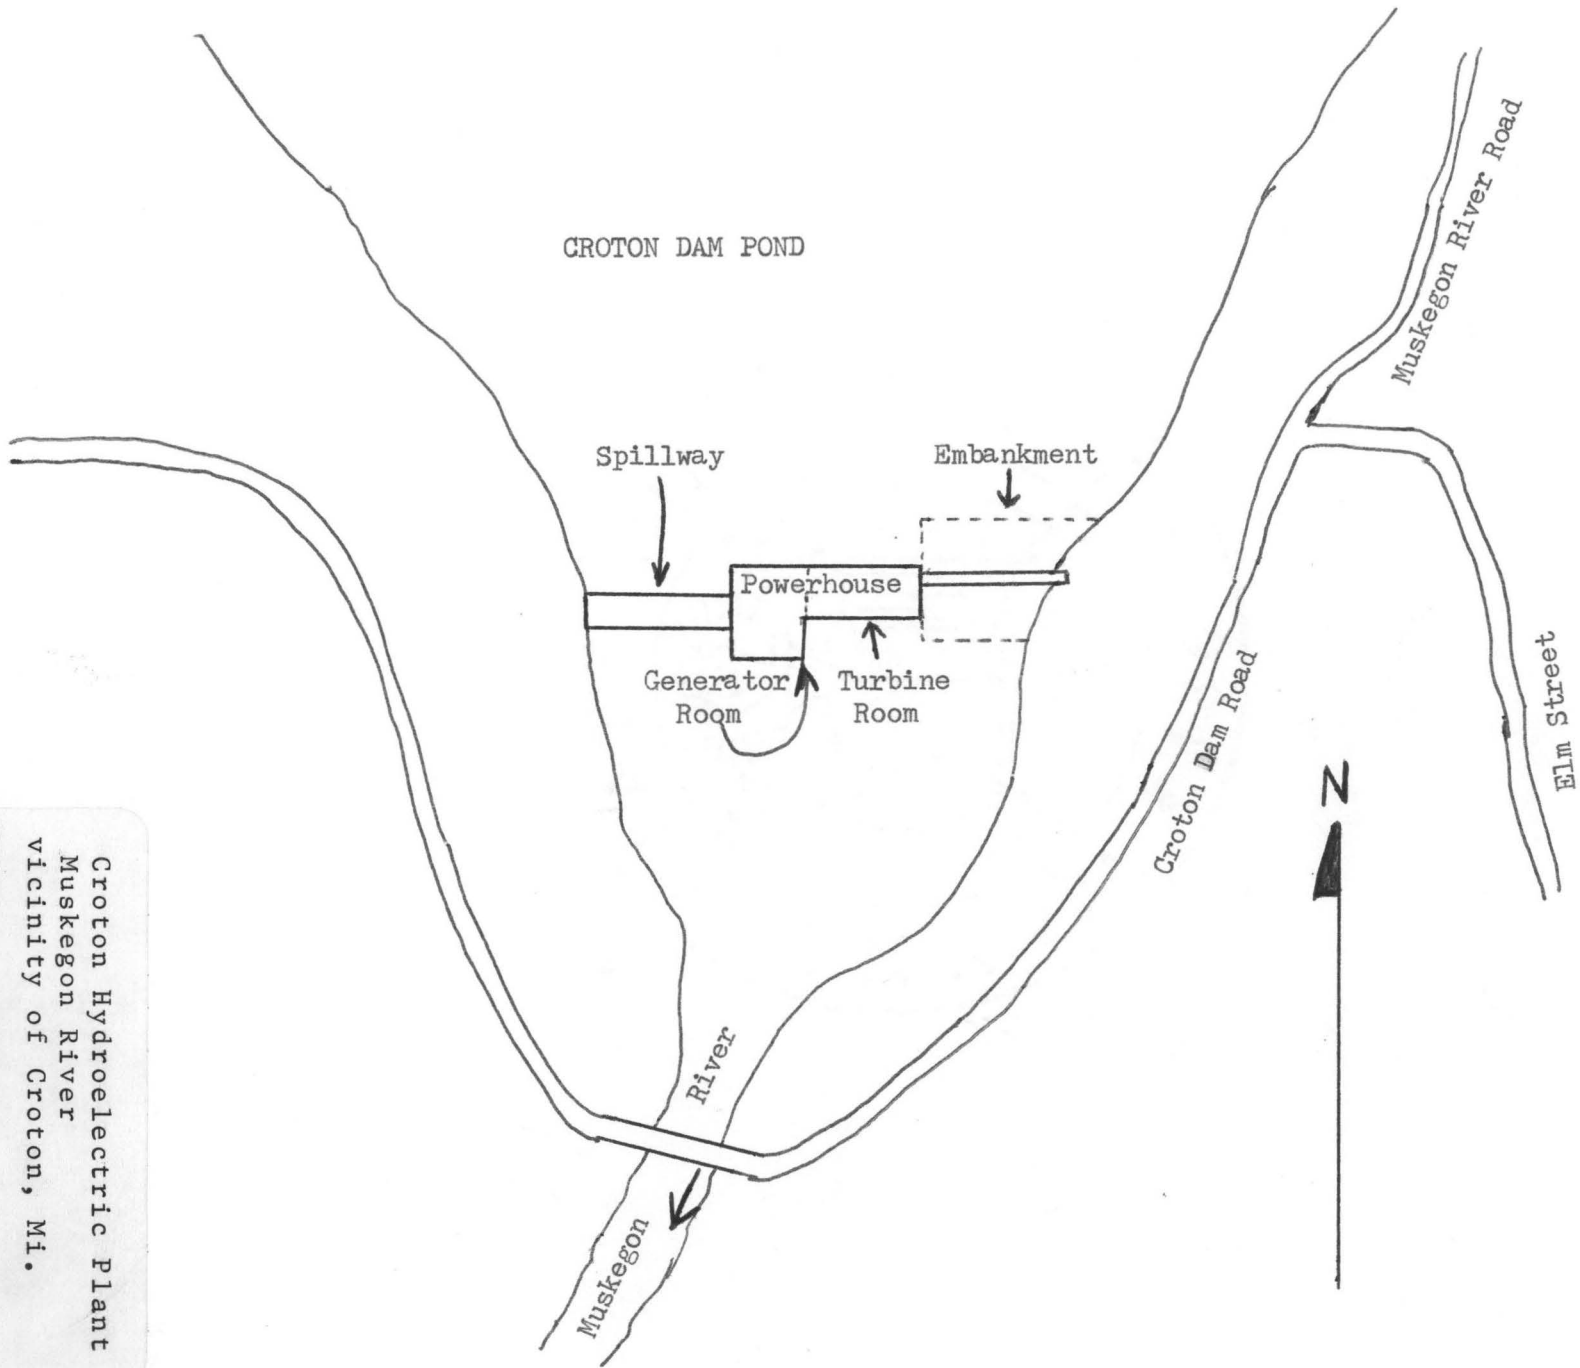 CROTON DAM POND
Muskegon River Road
Spillway
Embankment
Powerhouse
Generator
Room
Turbine
Room
Croton Dam Road
Elm Street
N
River
Muskegon
Croton Hydroelectric Plant
Muskegon River
vicinity of Croton, Mi.